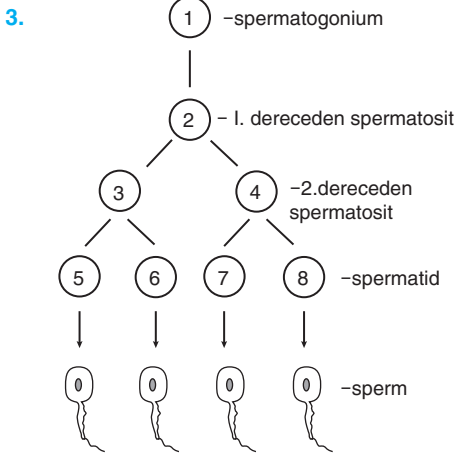 3.
1 –spermatogonium
2 – I. dereceden spermatosit
3 4 –2.dereceden
spermatosit
5 6 7 8 –spermatid
–sperm